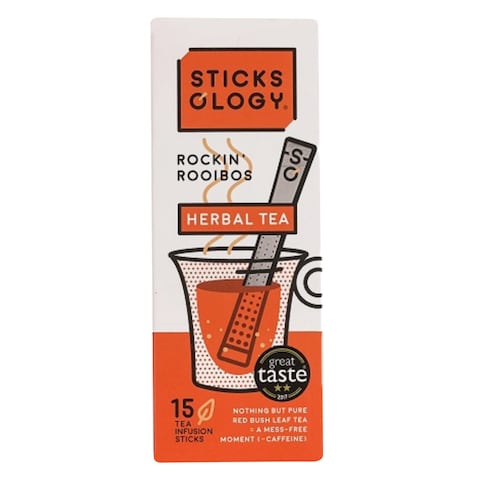 STICKS
OLOGY®
ROCKIN'
ROOIBOS
S
C
HERBAL TEA
great
taste
2017
15
TEA
INFUSION
STICKS
NOTHING BUT PURE
RED BUSH LEAF TEA
= A MESS-FREE
MOMENT (-CAFFEINE)